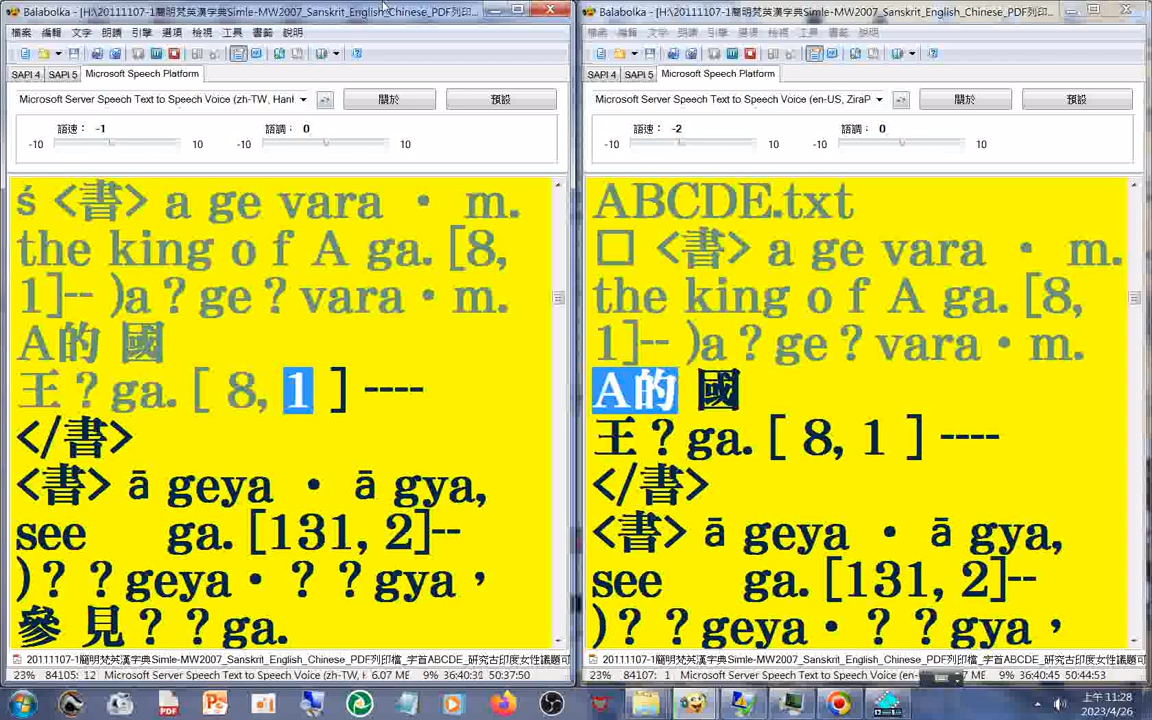 Balabolka - [H:\20111107-1簡明梵英漢字典Simle-MW2007_Sanskrit_English_Chinese_PDF列印...
檔案 編輯 文字 朗讀 引擎 選項 檢視 工具 書籤 說明
SAPI 4 SAPI 5 Microsoft Speech Platform
Microsoft Server Speech Text to Speech Voice (zh-TW, HanH
關於
預設
語速： -1
語調： 0
-10 10 -10 10
ś <書> a ge vara ・ m.
the king o f A ga. [8,
1]-- )a？ge？vara・m.
A的 國
王？ga. [ 8, 1 ] ----
</書>
<書> ā geya ・ ā gya,
see ga. [131, 2]--
)？？geya・ ？？gya，
參 見？？ga.
20111107-1簡明梵英漢字典Simle-MW2007_Sanskrit_English_Chinese_PDF列印檔_字首ABCDE_研究古印度女性議題可
23% 84105: 12 Microsoft Server Speech Text to Speech Voice (zh-TW, 6.07 ME 9% 36:40:3 50:37:50
Balabolka - [H:\20111107-1簡明梵英漢字典Simle-MW2007_Sanskrit_English_Chinese_PDF列印...
檔案 編輯 文字 朗讀 引擎 選項 檢視 工具 書籤 說明
SAPI 4 SAPI 5 Microsoft Speech Platform
Microsoft Server Speech Text to Speech Voice (en-US, ZiraP
關於
預設
語速： -2
語調： 0
-10 10 -10 10
ABCDE.txt
□ <書> a ge vara ・ m.
the king o f A ga. [8,
1]-- )a？ge？vara・m.
A的 國
王？ga. [ 8, 1 ] ----
</書>
<書> ā geya ・ ā gya,
see ga. [131, 2]--
)？？geya・ ？？gya，
20111107-1簡明梵英漢字典Simle-MW2007_Sanskrit_English_Chinese_PDF列印檔_字首ABCDE_研究古印度女性議題可
23% 84107: 1 Microsoft Server Speech Text to Speech Voice (en-u 9% 36:40:45 50:44:53
上午 11:28
2023/4/26